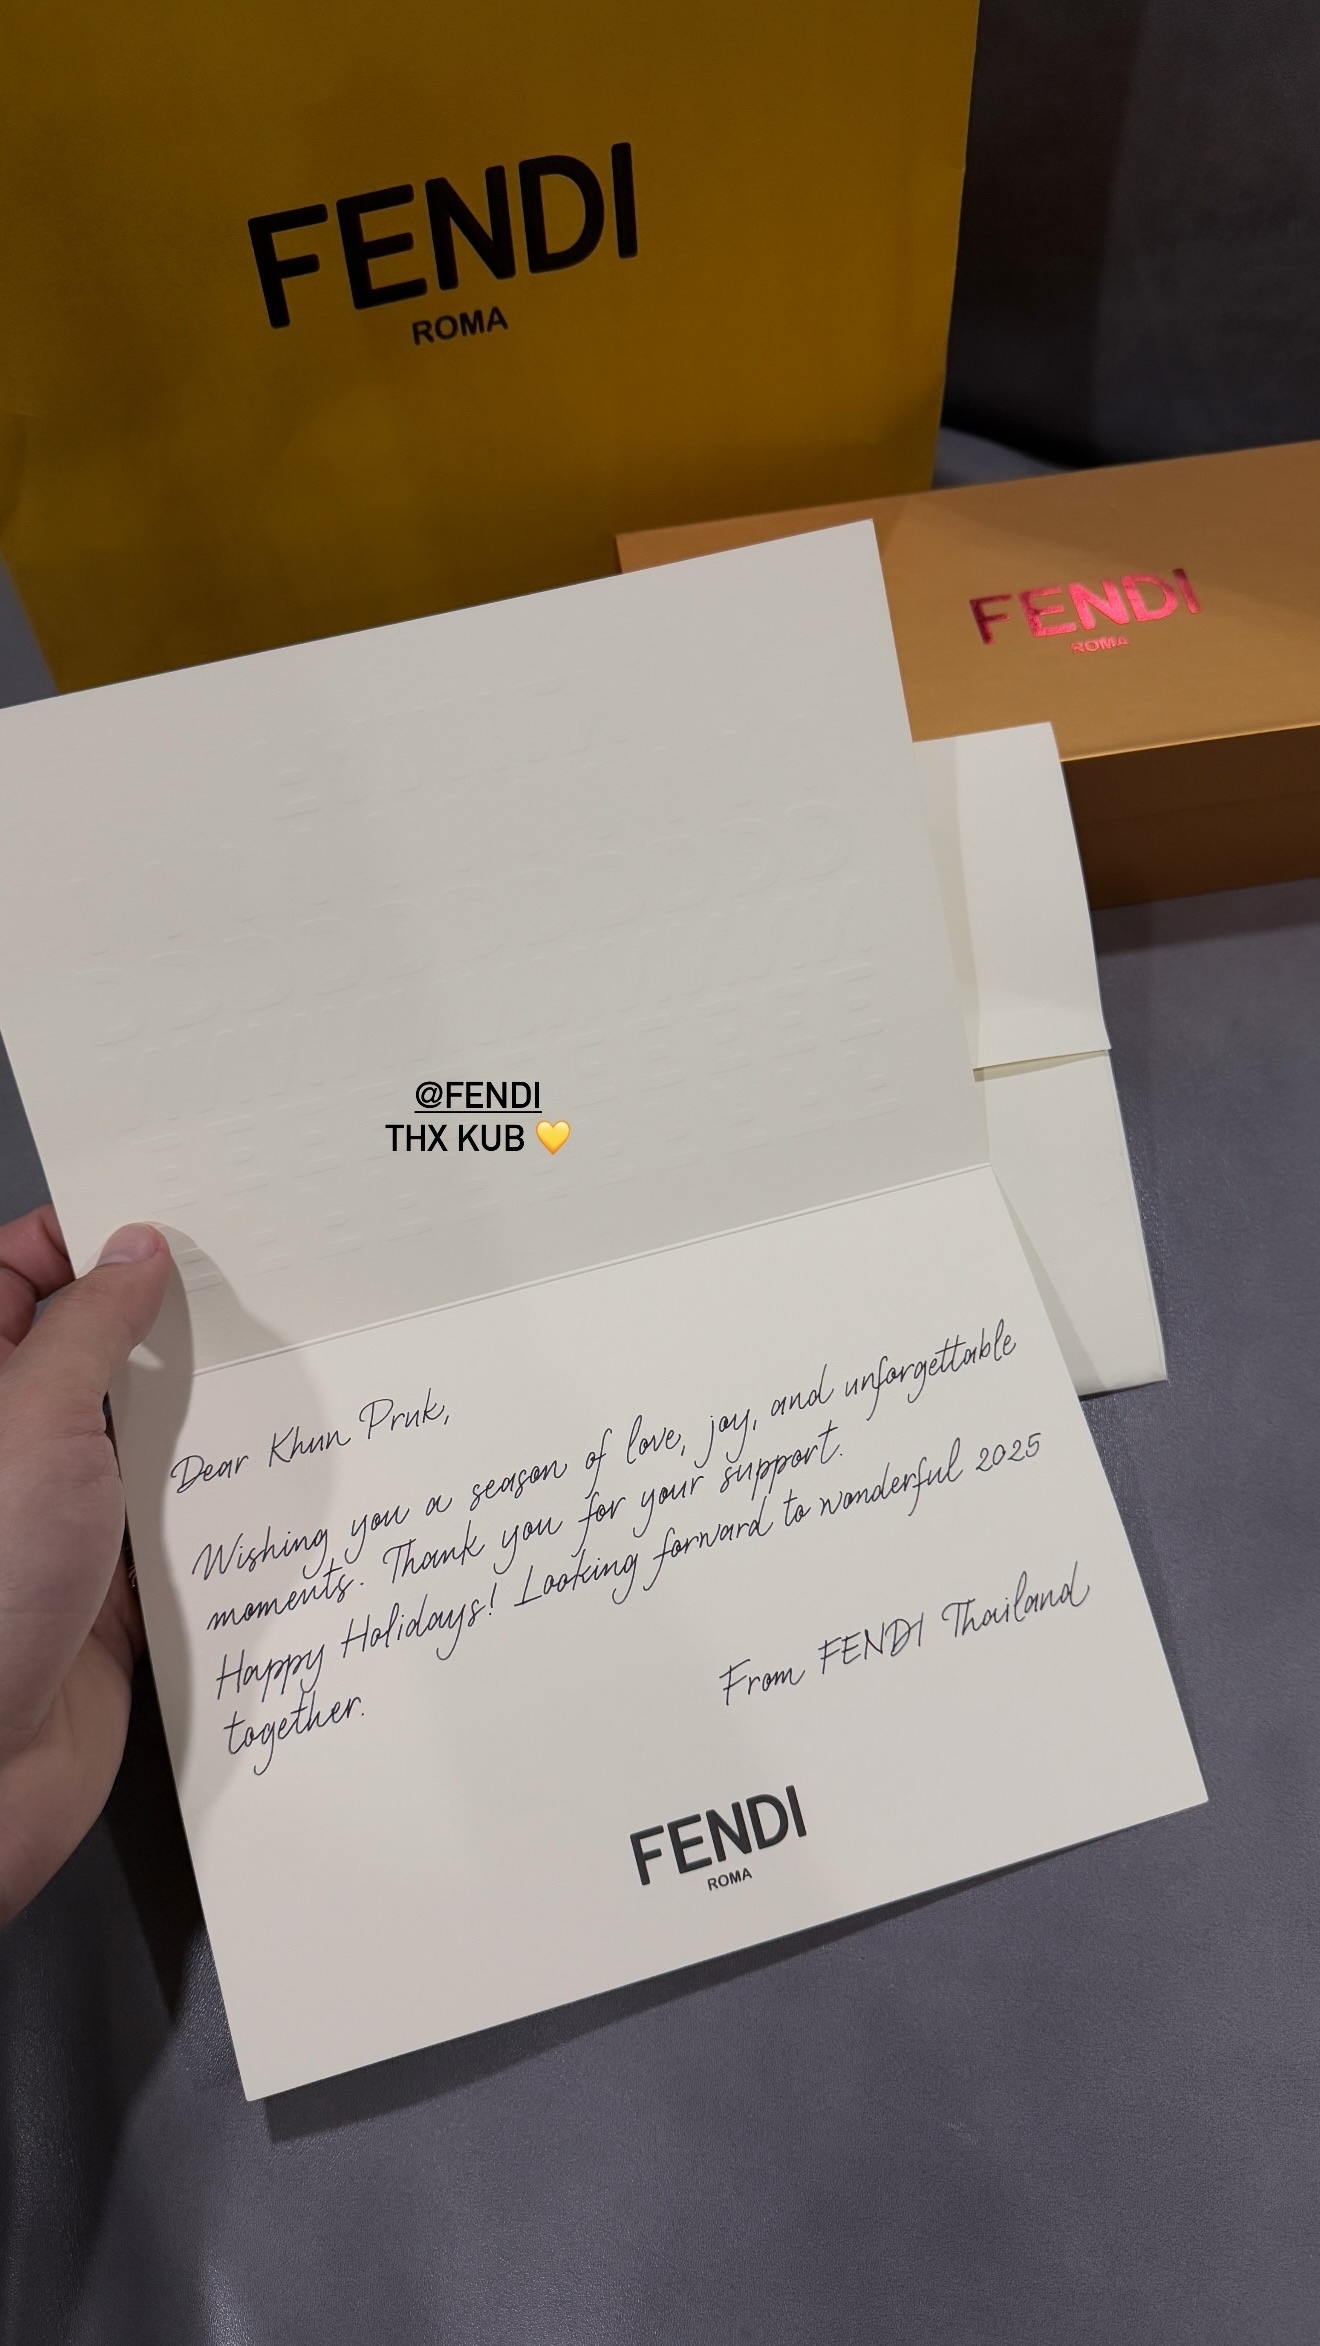 FENDI
ROMA
FENDI
ROMA
@FENDI
THX KUB 💛
Dear Khun Pruk,
Wishing you a season of love, joy, and unforgettable
moments. Thank you for your support.
Happy Holidays! Looking forward to wonderful 2025
together.
From FENDI Thailand
FENDI
ROMA